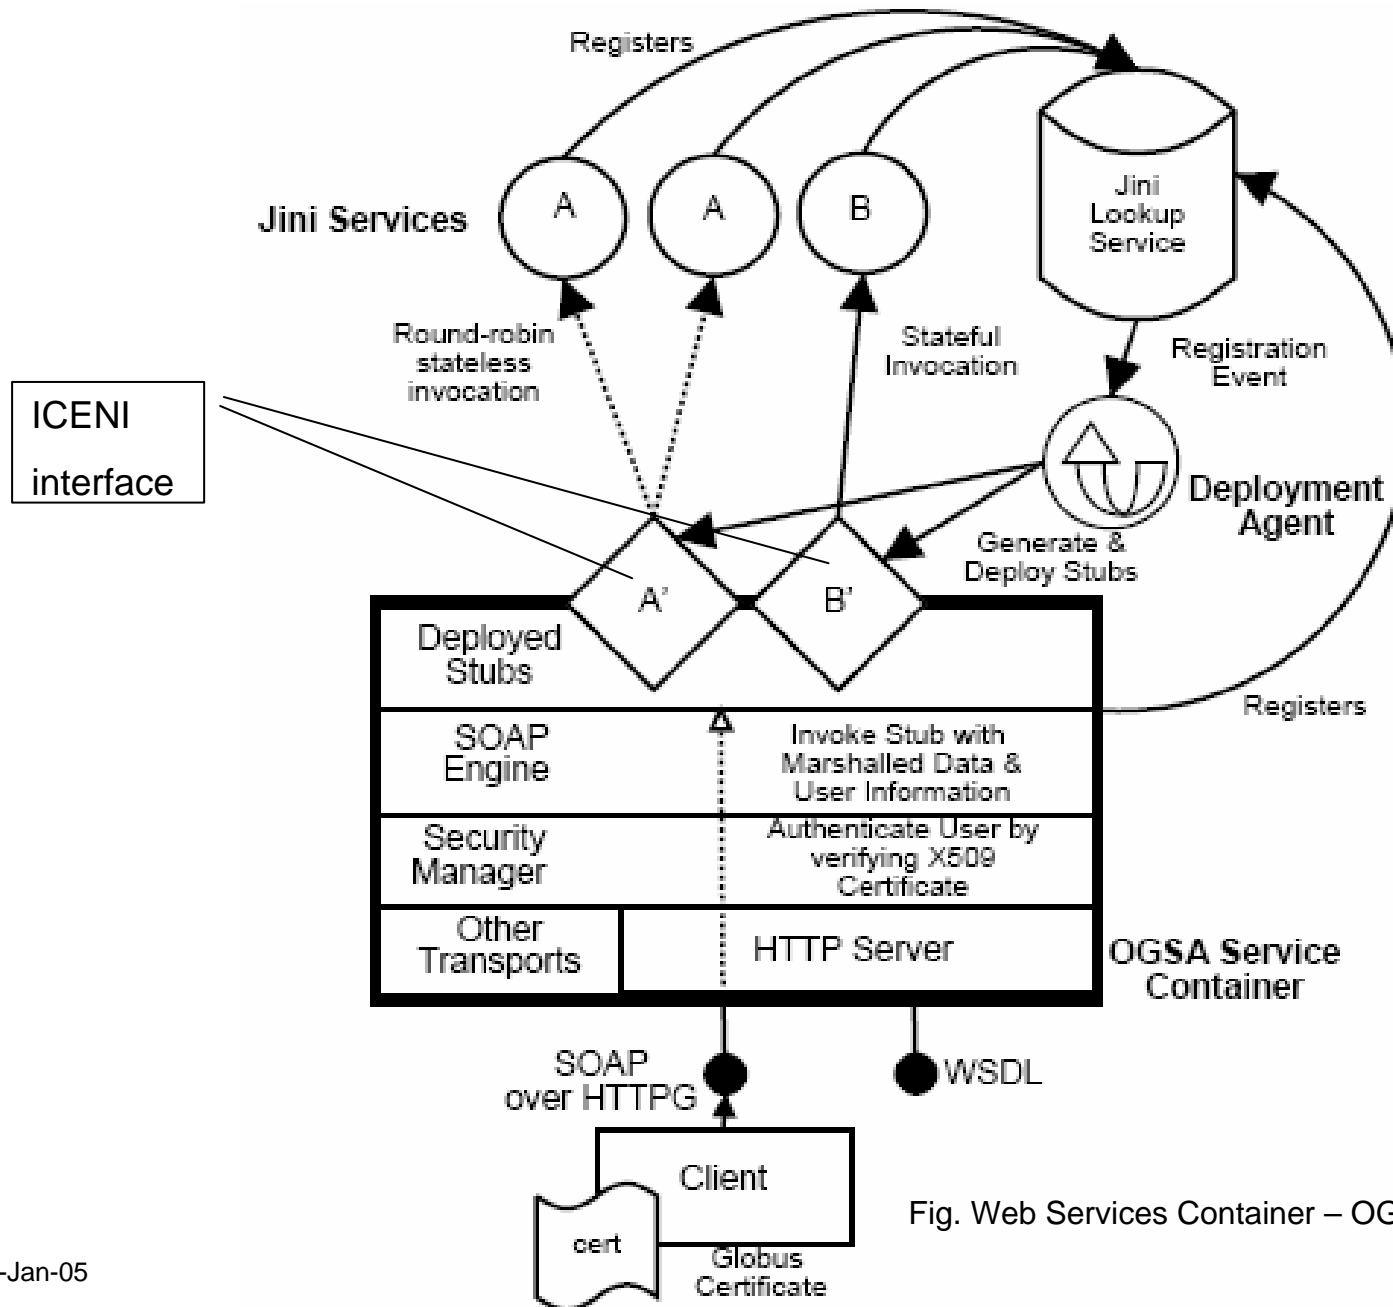 Registers
Jini Services
A
A
B
Jini
Lookup
Service
Round-robin
stateless
invocation
Stateful
Invocation
Registration
Event
ICENI
interface
Deployment
Agent
Generate &
Deploy Stubs
A'
B'
Deployed
Stubs
Registers
SOAP
Engine
Invoke Stub with
Marshalled Data &
User Information
Security
Manager
Authenticate User by
verifying X509
Certificate
Other
Transports
HTTP Server
OGSA Service
Container
SOAP
over HTTPG
WSDL
Client
cert
Globus
Certificate
Fig. Web Services Container – OG
-Jan-05